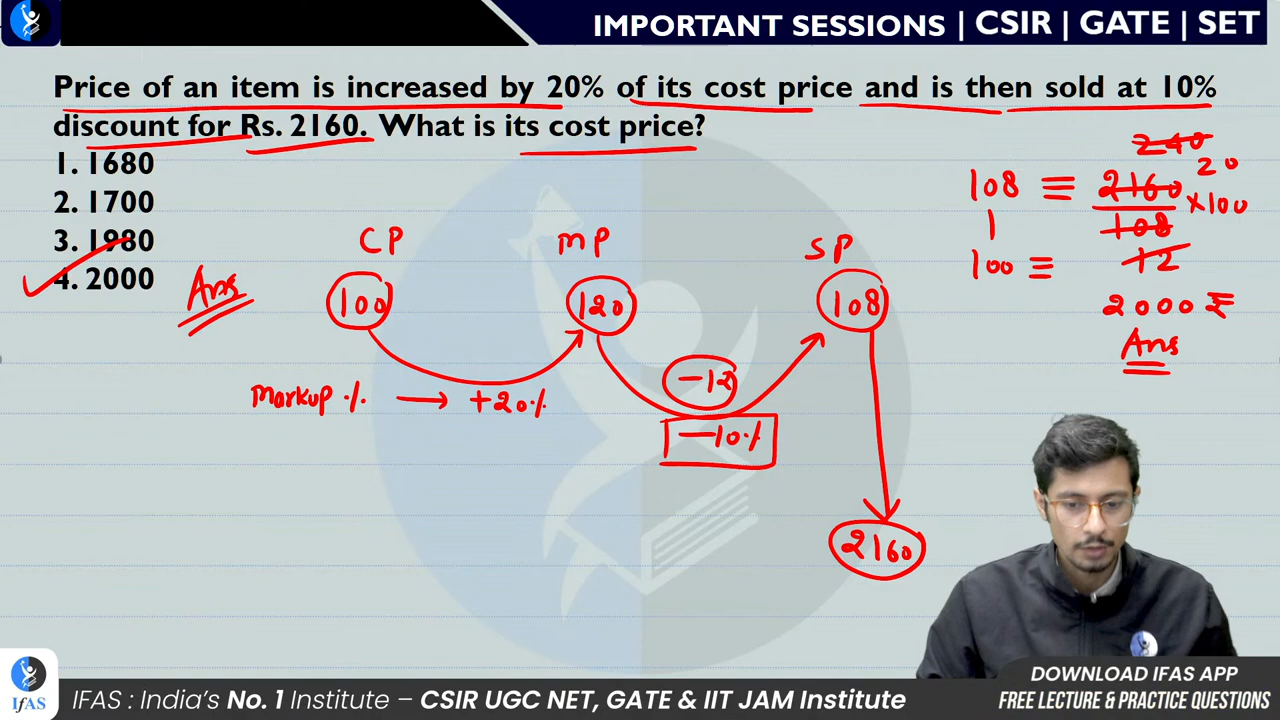 IMPORTANT SESSIONS | CSIR | GATE | SET
Price of an item is increased by 20% of its cost price and is then sold at 10%
discount for Rs. 2160. What is its cost price?
1. 1680
2. 1700
3. 1980
4. 2000
Ans
CP
MP
SP
100
120
108
Markup % → +20%
-12
-10%
2160
240
20
108 ≡ 2160
×100
1
108
100 ≡
12
2000 ₹
Ans
DOWNLOAD IFAS APP
FREE LECTURE & PRACTICE QUESTIONS
IFAS
IFAS : India's No. 1 Institute – CSIR UGC NET, GATE & IIT JAM Institute